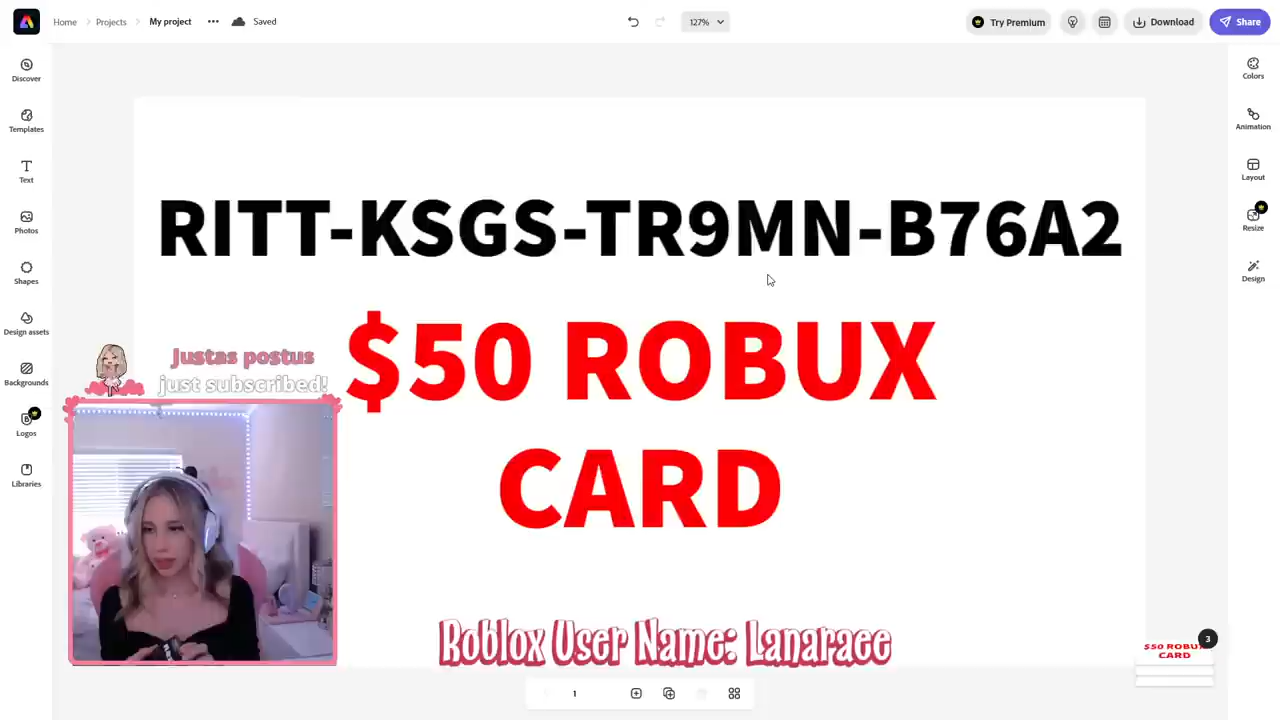 Home
Projects
My project
Saved
127%
Try Premium
Download
Share
Discover
Templates
Text
Photos
Shapes
Design assets
Backgrounds
Logos
Libraries
Colors
Animation
Layout
Resize
Design
RITT-KSGS-TR9MN-B76A2
$50 ROBUX
CARD
Justas postus
just subscribed!
Roblox User Name: Lanaraee
3
$50 ROBUX
CARD
1